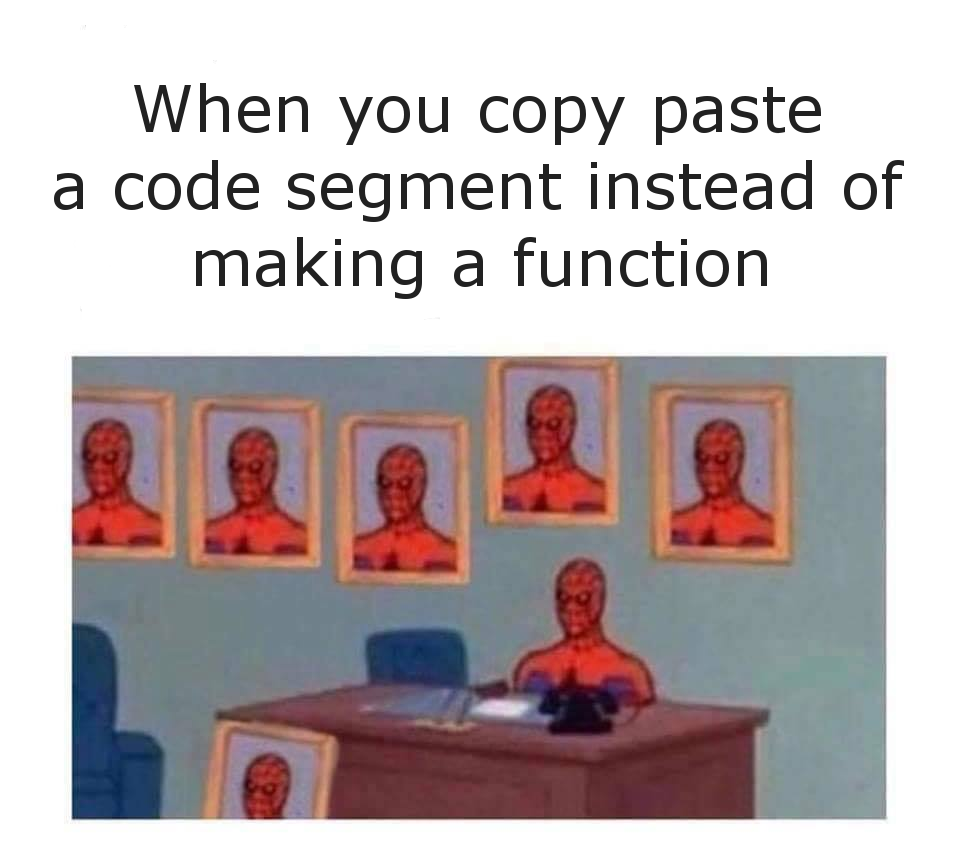 When you copy paste
a code segment instead of
making a function